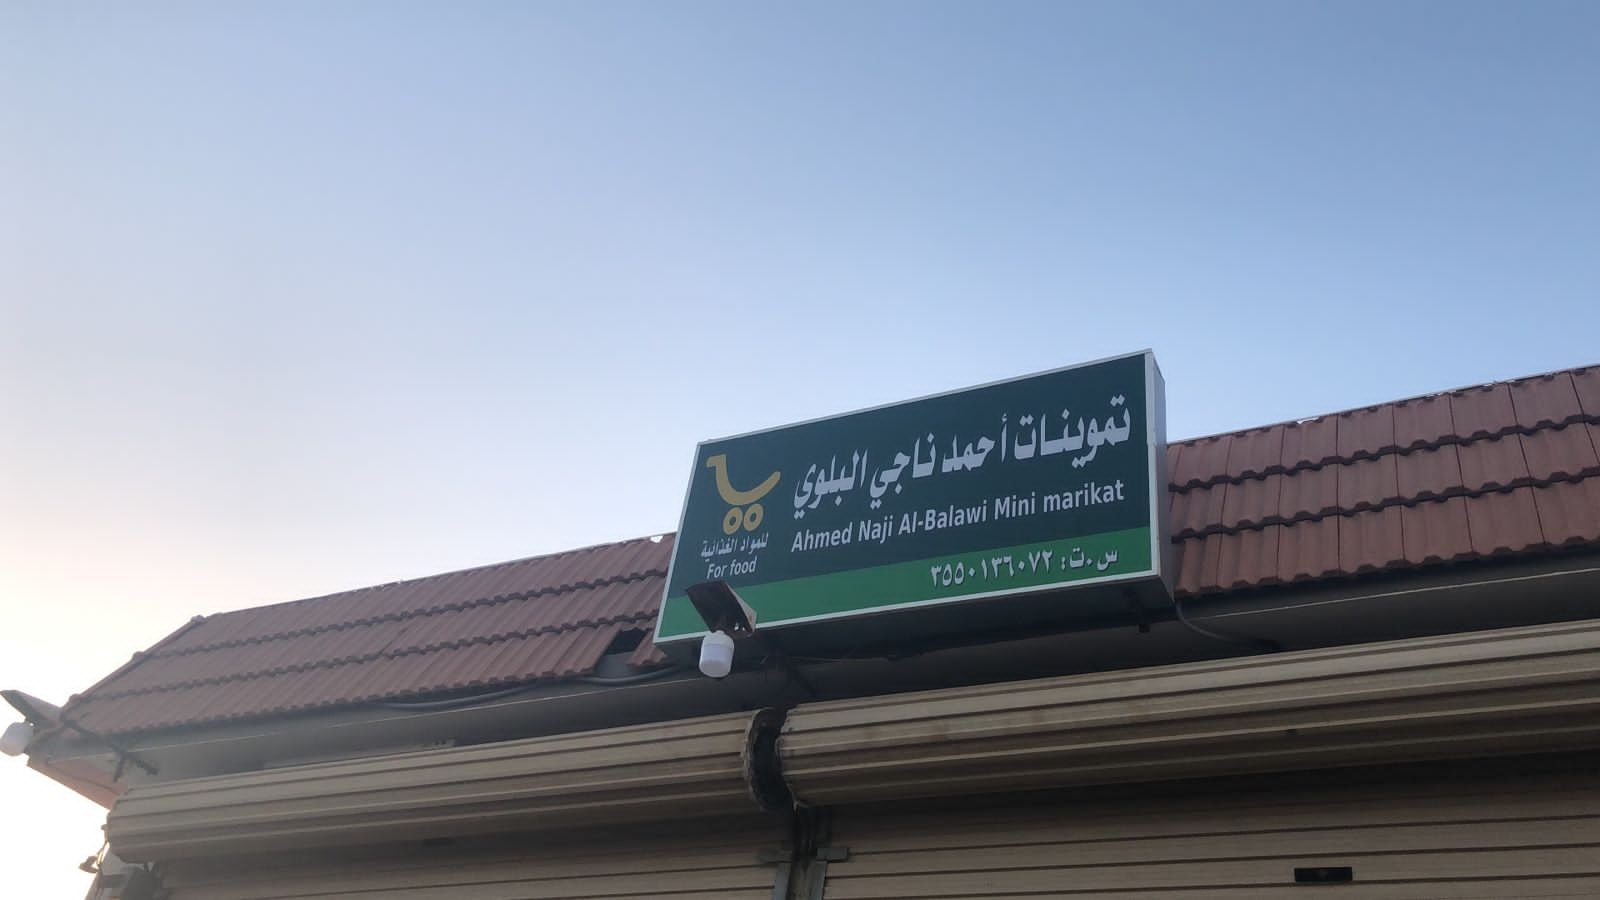 تموينات أحمد ناجي البلوي
Ahmed Naji Al-Balawi Mini marikat
للمواد الغذائية
For food
س.ت: ٣٥٥٠١٣٦٠٧٢